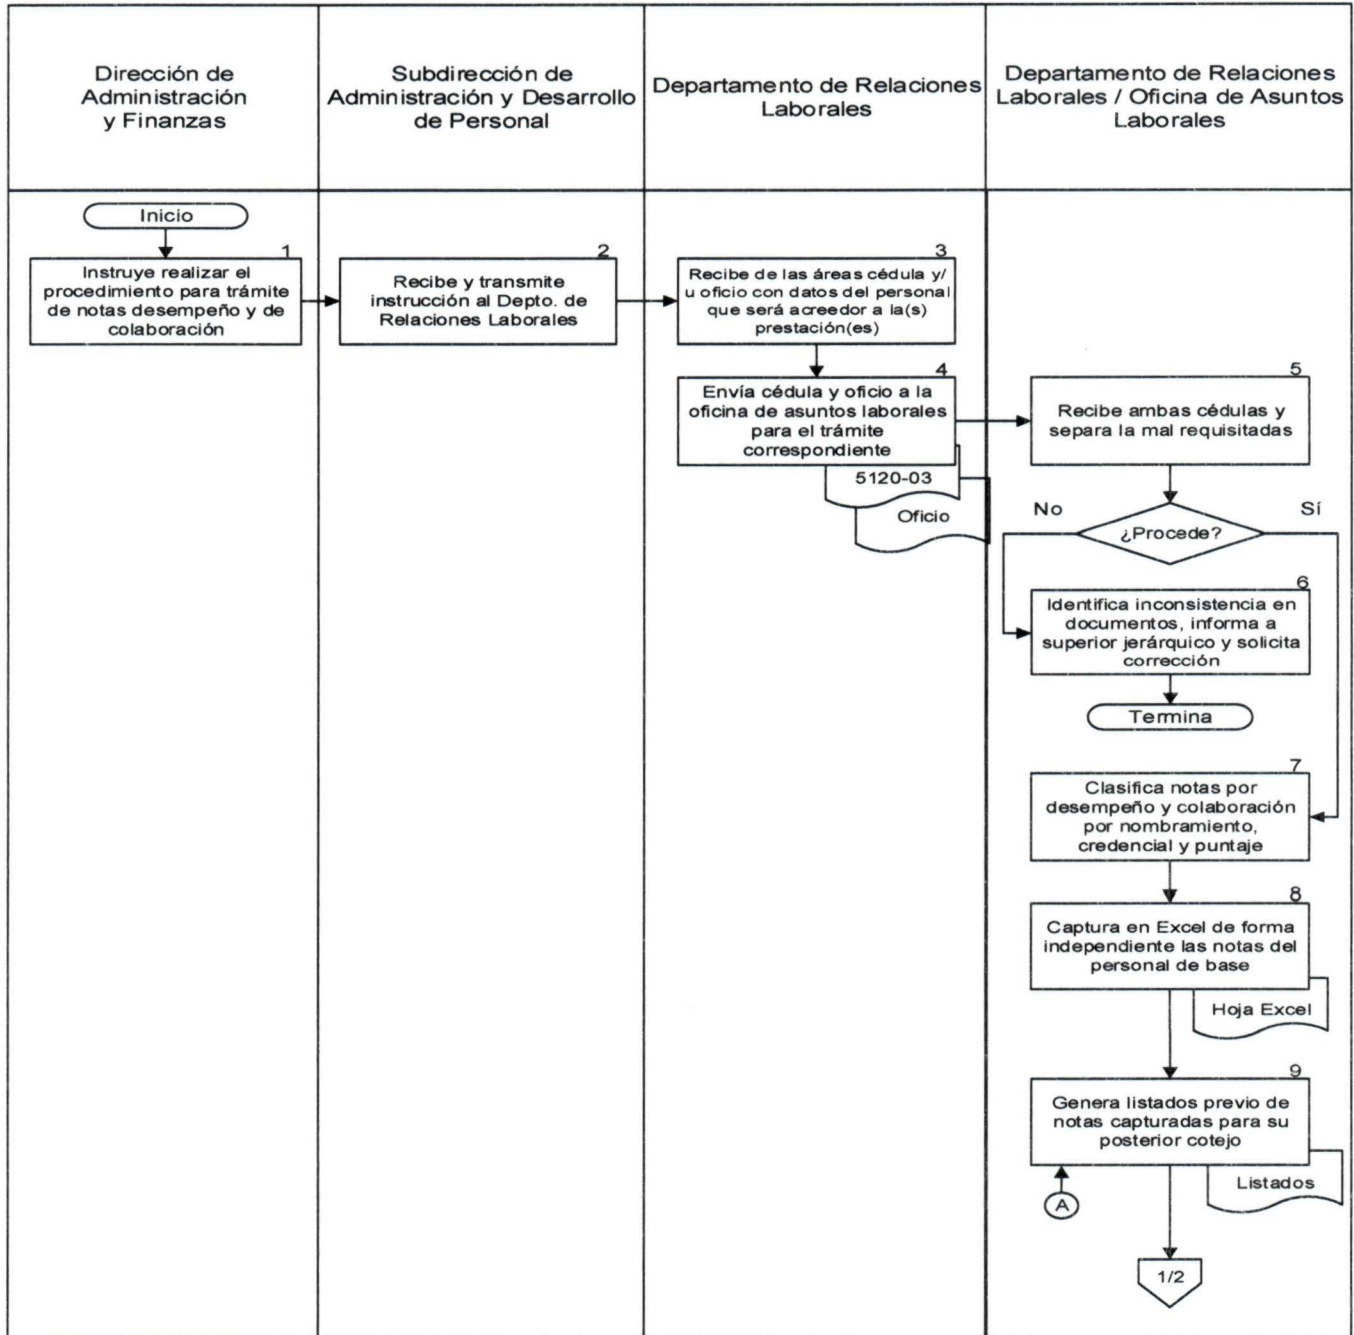 Dirección de
Administración
y Finanzas
Subdirección de
Administración y Desarrollo
de Personal
Departamento de Relaciones
Laborales
Departamento de Relaciones
Laborales / Oficina de Asuntos
Laborales
Inicio
1
Instruye realizar el
procedimiento para trámite
de notas desempeño y de
colaboración
2
Recibe y transmite
instrucción al Depto. de
Relaciones Laborales
3
Recibe de las áreas cédula y/
u oficio con datos del personal
que será acreedor a la(s)
prestación(es)
4
Envía cédula y oficio a la
oficina de asuntos laborales
para el trámite
correspondiente
5120-03
Oficio
5
Recibe ambas cédulas y
separa la mal requisitadas
No
Sí
¿Procede?
6
Identifica inconsistencia en
documentos, informa a
superior jerárquico y solicita
corrección
Termina
7
Clasifica notas por
desempeño y colaboración
por nombramiento,
credencial y puntaje
8
Captura en Excel de forma
independiente las notas del
personal de base
Hoja Excel
9
Genera listados previo de
notas capturadas para su
posterior cotejo
Listados
A
1/2